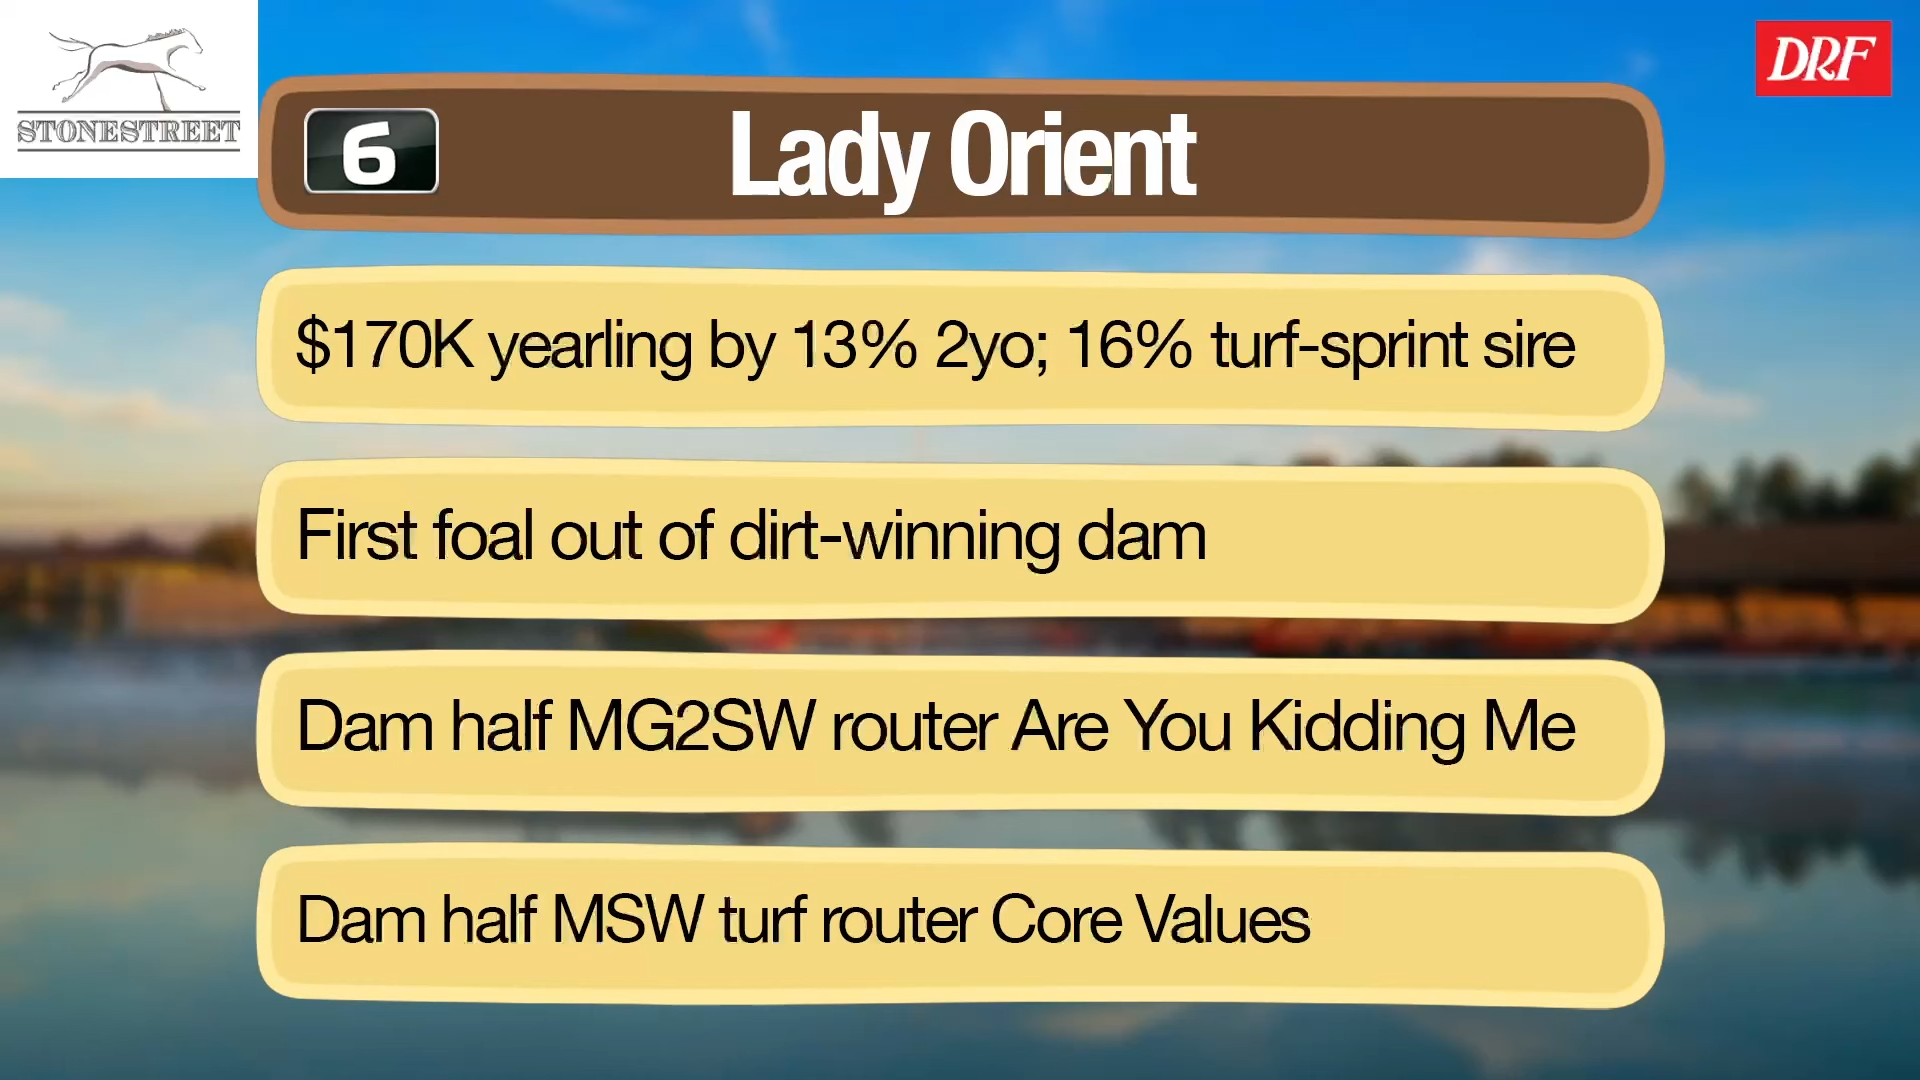 STONESTREET
DRF
6
Lady Orient
$170K yearling by 13% 2yo; 16% turf-sprint sire
First foal out of dirt-winning dam
Dam half MG2SW router Are You Kidding Me
Dam half MSW turf router Core Values